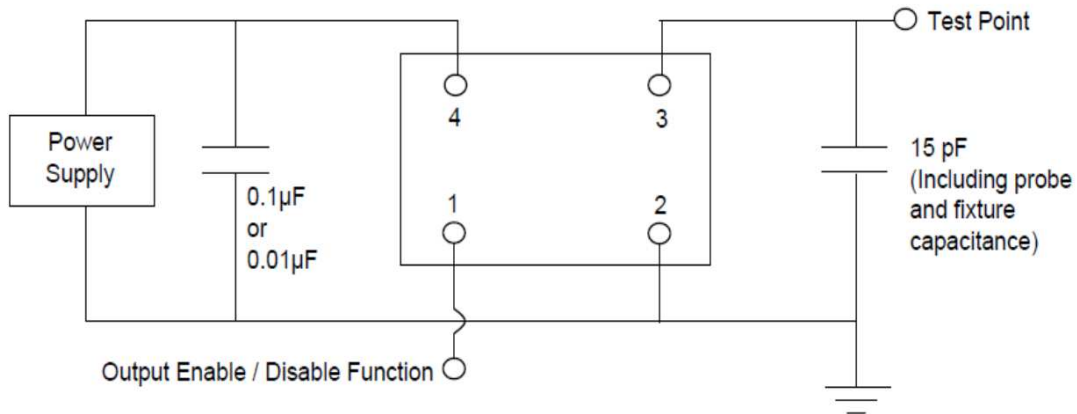 Test Point
4
3
Power
Supply
15 pF
(Including probe
and fixture
capacitance)
0.1µF
or
0.01µF
1
2
Output Enable / Disable Function